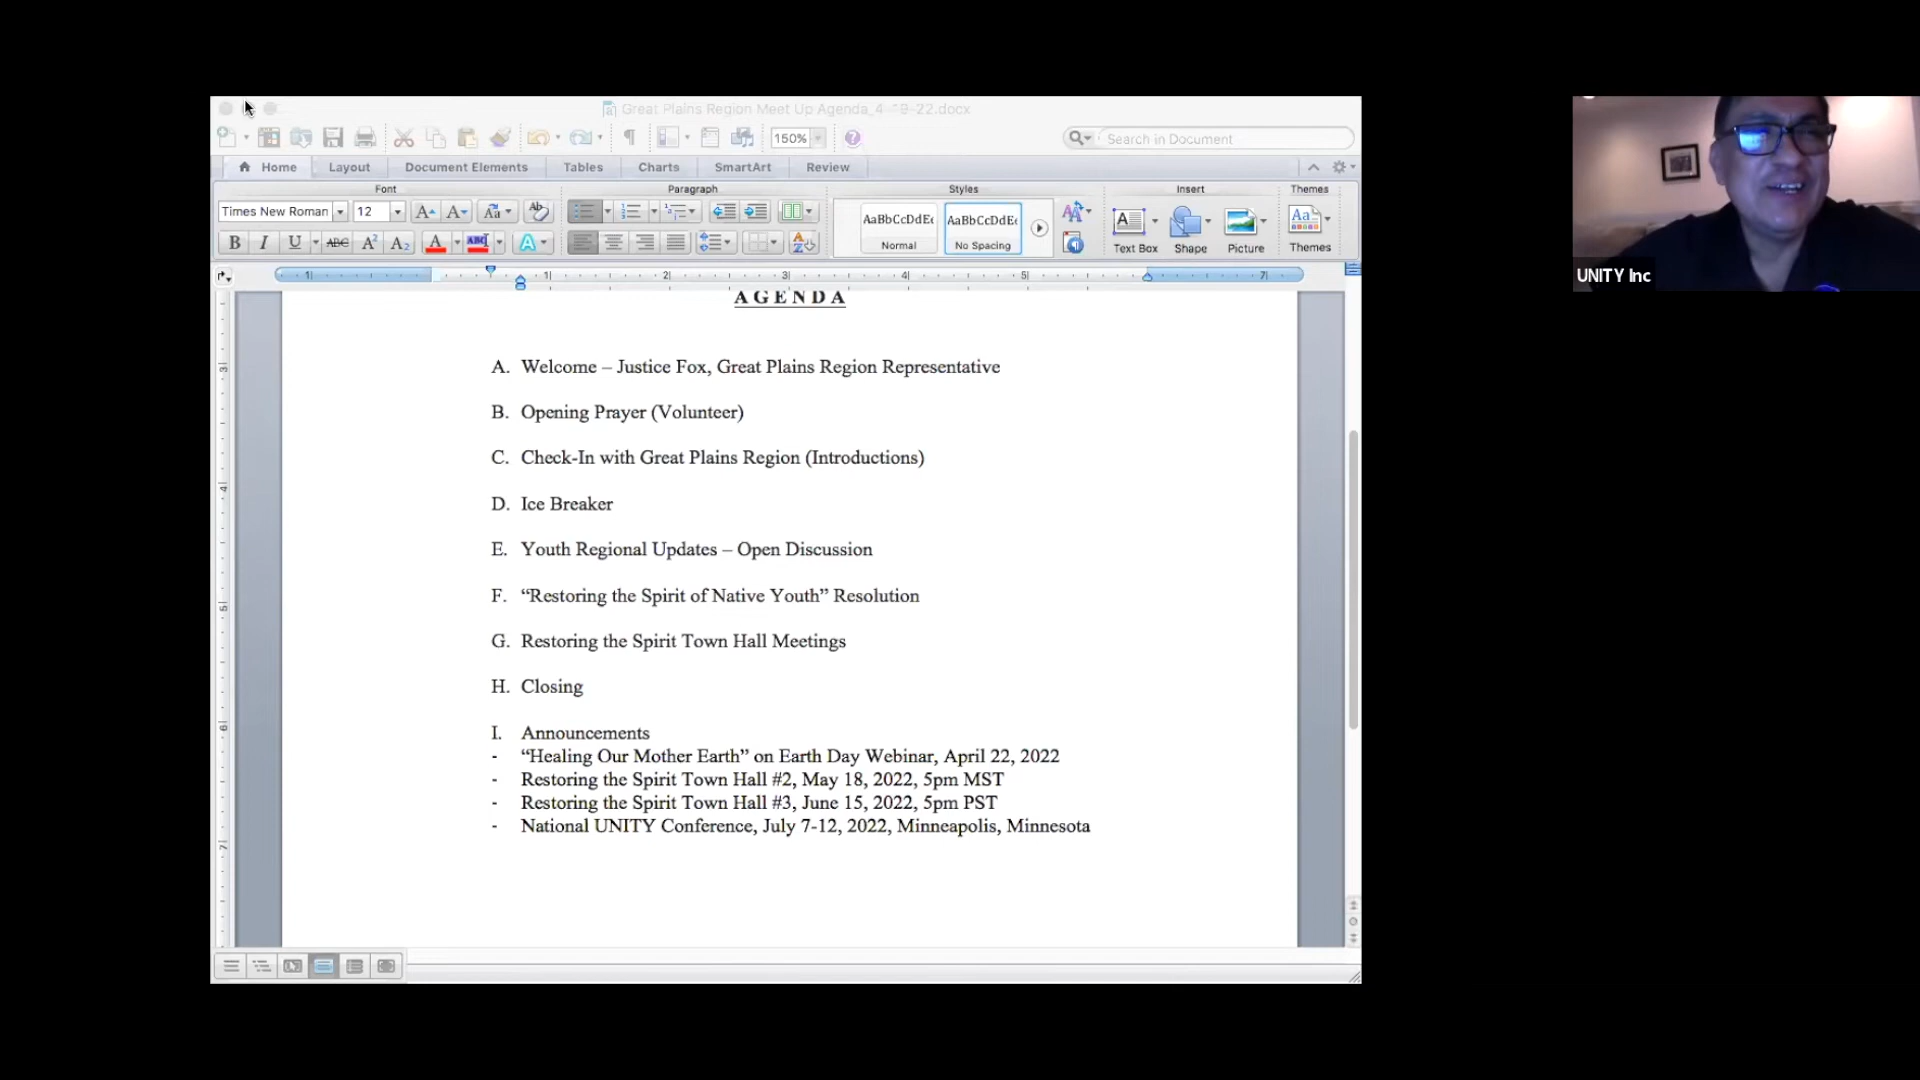 Great Plains Region Meet Up Agenda_4-18-22.docx
150%
Search in Document
Home Layout Document Elements Tables Charts SmartArt Review
Font Paragraph Styles Insert Themes
Times New Roman 12
AaBbCcDdE AaBbCcDdE
Normal No Spacing Text Box Shape Picture Themes
AGENDA
A. Welcome – Justice Fox, Great Plains Region Representative
B. Opening Prayer (Volunteer)
C. Check-In with Great Plains Region (Introductions)
D. Ice Breaker
E. Youth Regional Updates – Open Discussion
F. “Restoring the Spirit of Native Youth” Resolution
G. Restoring the Spirit Town Hall Meetings
H. Closing
I. Announcements
- “Healing Our Mother Earth” on Earth Day Webinar, April 22, 2022
- Restoring the Spirit Town Hall #2, May 18, 2022, 5pm MST
- Restoring the Spirit Town Hall #3, June 15, 2022, 5pm PST
- National UNITY Conference, July 7-12, 2022, Minneapolis, Minnesota
UNITY Inc